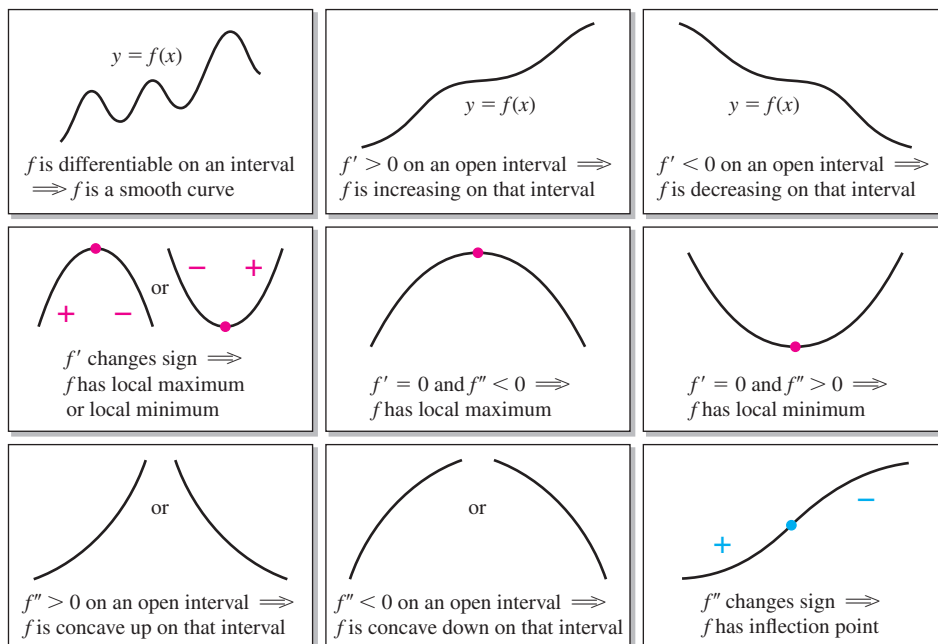 y = f(x)
f is differentiable on an interval
⇒ f is a smooth curve
y = f(x)
f′ > 0 on an open interval ⇒
f is increasing on that interval
y = f(x)
f′ < 0 on an open interval ⇒
f is decreasing on that interval
+ − or − +
f′ changes sign ⇒
f has local maximum
or local minimum
f′ = 0 and f″ < 0 ⇒
f has local maximum
f′ = 0 and f″ > 0 ⇒
f has local minimum
or
f″ > 0 on an open interval ⇒
f is concave up on that interval
or
f″ < 0 on an open interval ⇒
f is concave down on that interval
+ −
f″ changes sign ⇒
f has inflection point